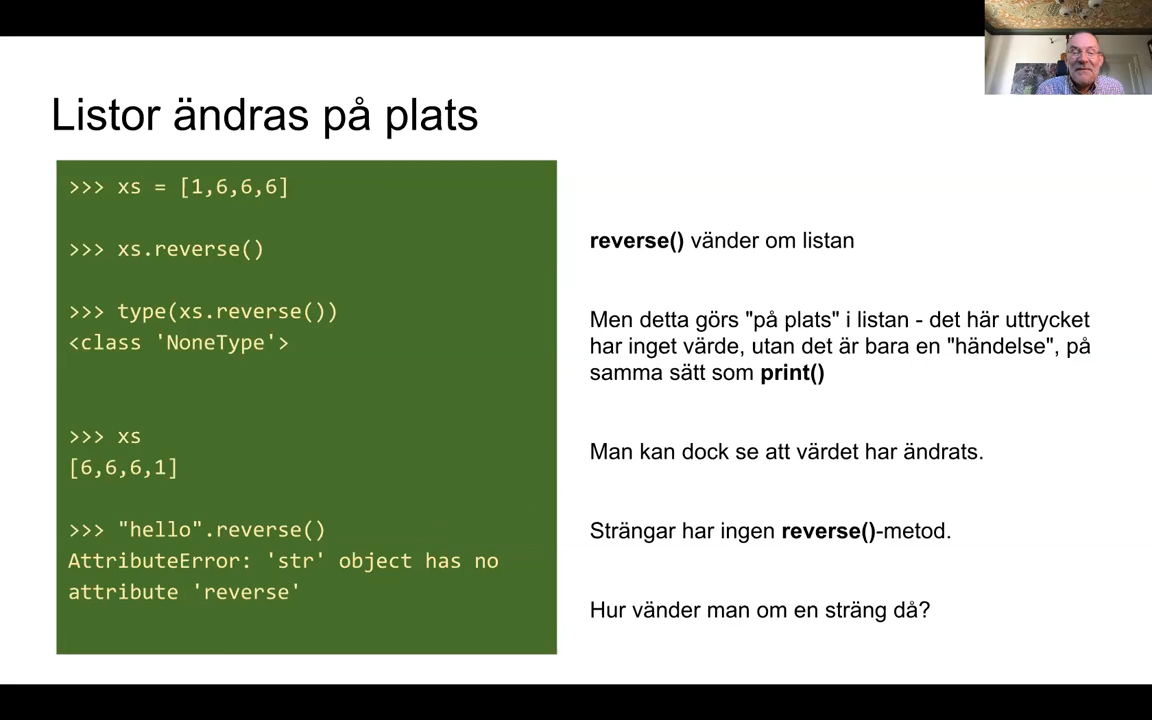 Listor ändras på plats
>>> xs = [1,6,6,6]
>>> xs.reverse()
>>> type(xs.reverse())
<class 'NoneType'>
>>> xs
[6,6,6,1]
>>> "hello".reverse()
AttributeError: 'str' object has no
attribute 'reverse'
reverse() vänder om listan
Men detta görs "på plats" i listan - det här uttrycket
har inget värde, utan det är bara en "händelse", på
samma sätt som print()
Man kan dock se att värdet har ändrats.
Strängar har ingen reverse()-metod.
Hur vänder man om en sträng då?